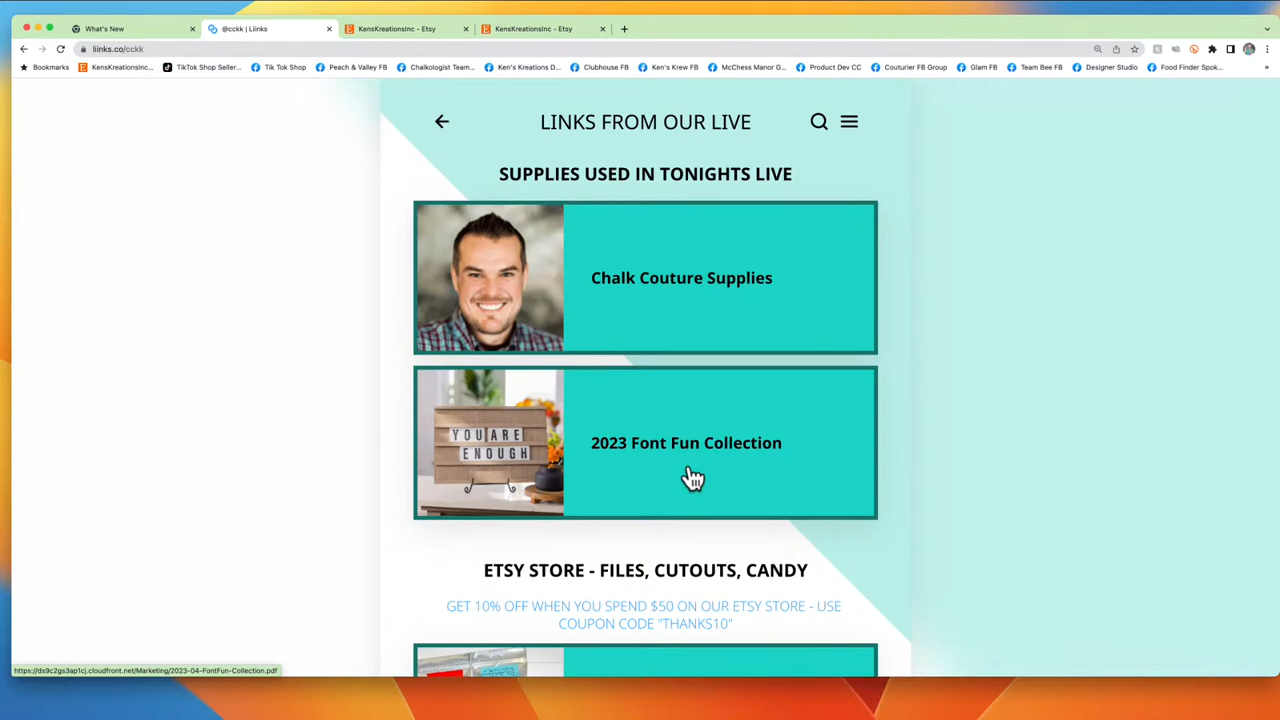 What's New
@cckk | Liinks
KensKreationsInc - Etsy
KensKreationsInc - Etsy
liinks.co/cckk
Bookmarks
KensKreationsInc...
TikTok Shop Seller...
Tik Tok Shop
Peach & Valley FB
Chalkologist Team...
Ken's Kreations D...
Clubhouse FB
Ken's Krew FB
McChess Manor G...
Product Dev CC
Couturier FB Group
Glam FB
Team Bee FB
Designer Studio
Food Finder Spok...
LINKS FROM OUR LIVE
SUPPLIES USED IN TONIGHTS LIVE
Chalk Couture Supplies
YOU ARE
ENOUGH
2023 Font Fun Collection
ETSY STORE - FILES, CUTOUTS, CANDY
GET 10% OFF WHEN YOU SPEND $50 ON OUR ETSY STORE - USE
COUPON CODE "THANKS10"
https://ds9c2gs3ap1cj.cloudfront.net/Marketing/2023-04-FontFun-Collection.pdf